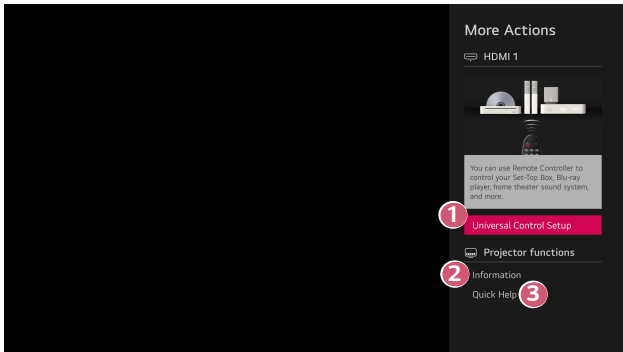 More Actions
HDMI 1
You can use Remote Controller to
control your Set-Top Box, Blu-ray
player, home theater sound system,
and more.
1
Universal Control Setup
Projector functions
2
Information
Quick Help
3